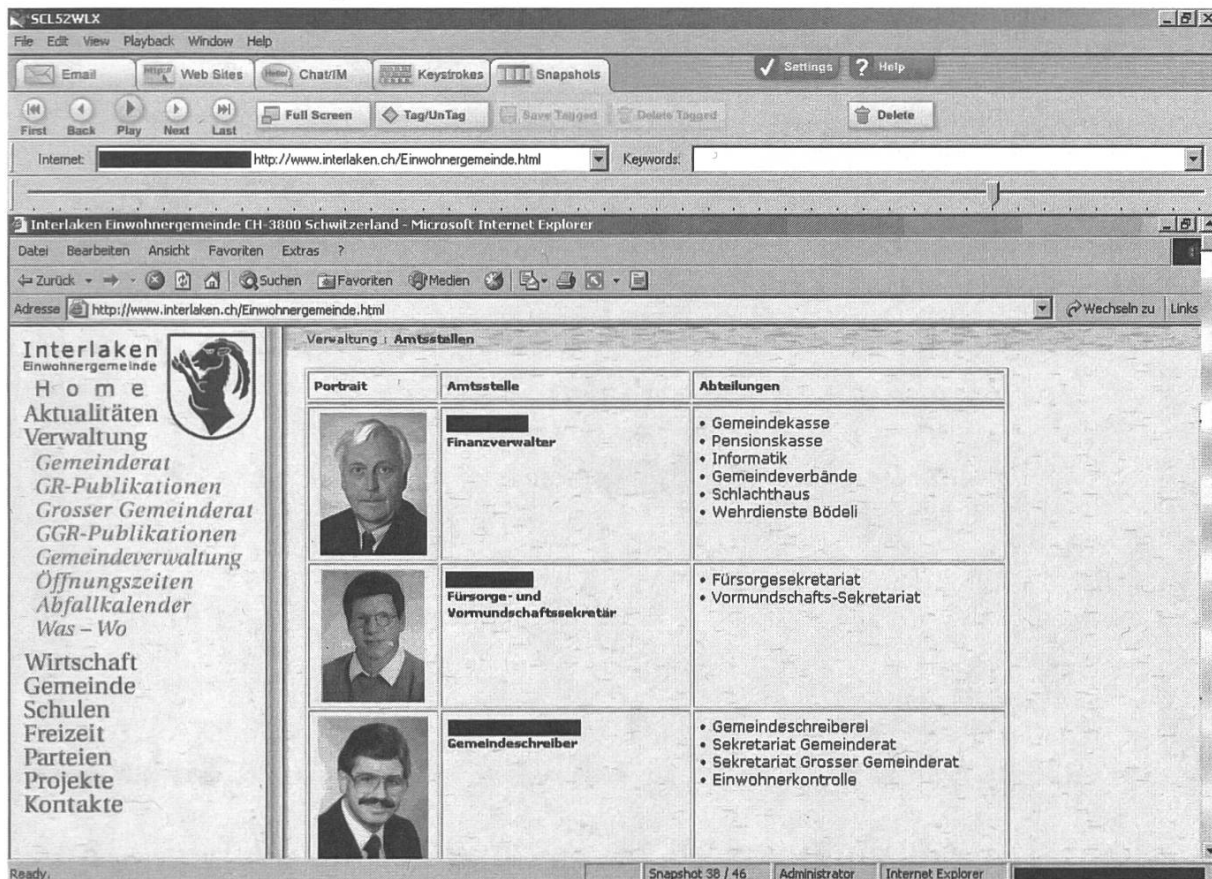 SCL52WLX
File Edit View Playback Window Help
Email Http:// Web Sites Hello! Chat/IM Keystrokes Snapshots Settings ? Help
First Back Play Next Last Full Screen Tag/UnTag Save Tagged Delete Tagged Delete
Internet: http://www.interlaken.ch/Einwohnergemeinde.html Keywords:
Interlaken Einwohnergemeinde CH-3800 Schwitzerland - Microsoft Internet Explorer
Datei Bearbeiten Ansicht Favoriten Extras ?
Zurück Suchen Favoriten Medien
Adresse http://www.interlaken.ch/Einwohnergemeinde.html Wechseln zu Links
Interlaken
Einwohnergemeinde
Home
Aktualitäten
Verwaltung
Gemeinderat
GR-Publikationen
Grosser Gemeinderat
GGR-Publikationen
Gemeindeverwaltung
Öffnungszeiten
Abfallkalender
Was – Wo
Wirtschaft
Gemeinde
Schulen
Freizeit
Parteien
Projekte
Kontakte
Verwaltung : Amtsstellen
Portrait Amtsstelle Abteilungen
Finanzverwalter
• Gemeindekasse
• Pensionskasse
• Informatik
• Gemeindeverbände
• Schlachthaus
• Wehrdienste Bödeli
Fürsorge- und
Vormundschaftssekretär
• Fürsorgesekretariat
• Vormundschafts-Sekretariat
Gemeindeschreiber
• Gemeindeschreiberei
• Sekretariat Gemeinderat
• Sekretariat Grosser Gemeinderat
• Einwohnerkontrolle
Ready. Snapshot 38 / 46 Administrator Internet Explorer